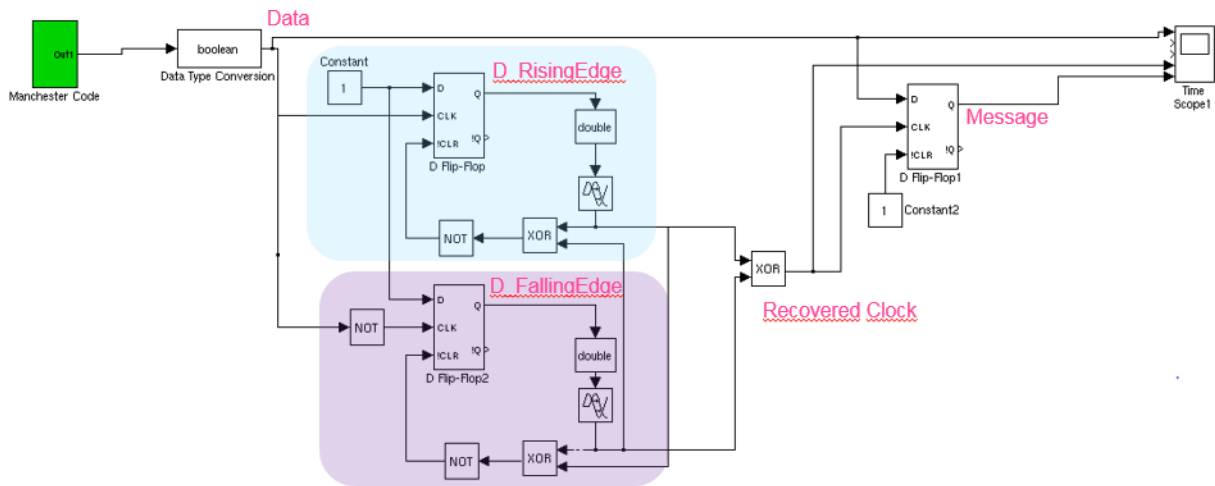 Data
Out1
Manchester Code
boolean
Data Type Conversion
Constant
1
D_RisingEdge
D
Q
CLK
!CLR
!Q
D Flip-Flop
double
NOT
XOR
D_FallingEdge
D
Q
NOT
CLK
!CLR
!Q
D Flip-Flop2
double
NOT
XOR
XOR
Recovered Clock
D
Q
CLK
!CLR
!Q
D Flip-Flop1
Message
1
Constant2
Time
Scope1